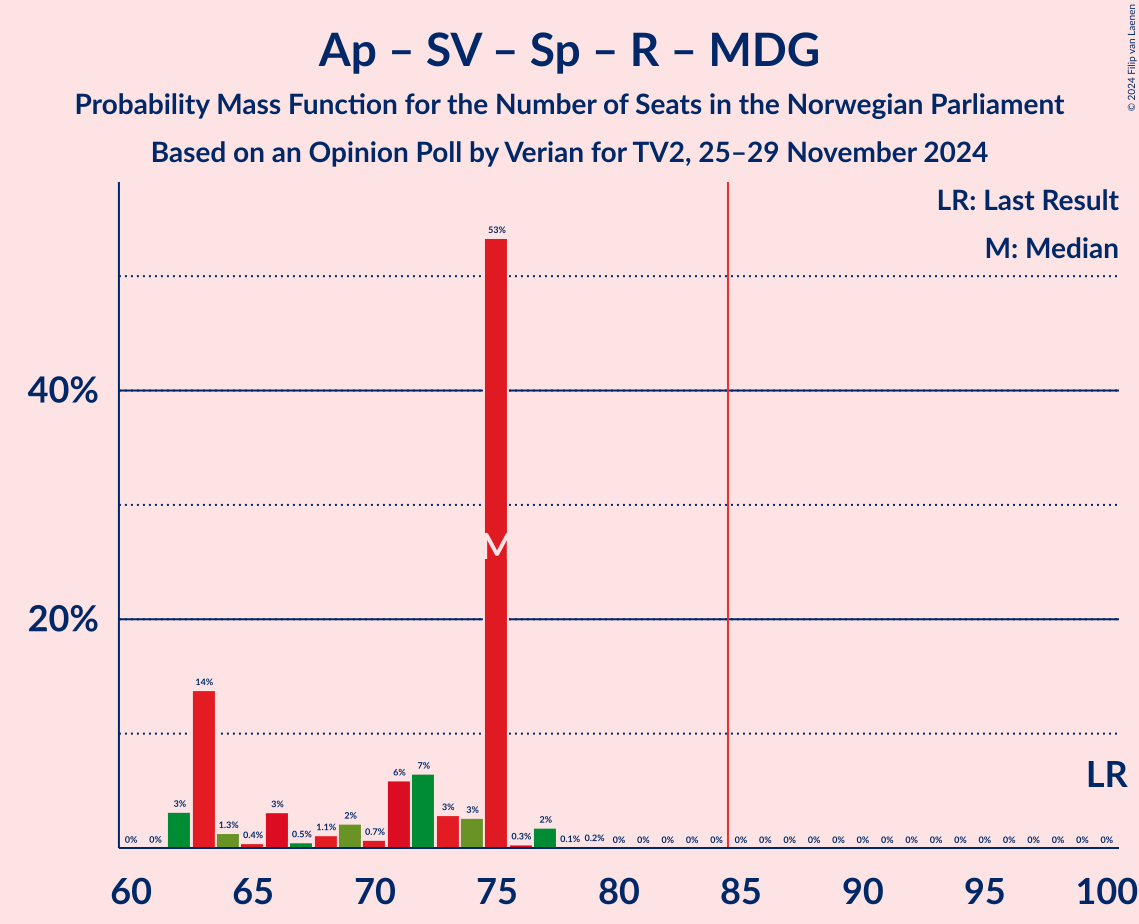 Ap – SV – Sp – R – MDG
Probability Mass Function for the Number of Seats in the Norwegian Parliament
Based on an Opinion Poll by Verian for TV2, 25–29 November 2024
© 2024 Filip van Laenen
LR: Last Result
M: Median
53%
40%
M
20%
14%
LR
0% 0% 3% 1.3% 0.4% 3% 0.5% 1.1% 2% 0.7% 6% 7% 3% 3% 0.3% 2% 0.1% 0.2% 0% 0% 0% 0% 0% 0% 0% 0% 0% 0% 0% 0% 0% 0% 0% 0% 0% 0% 0% 0% 0%
60 65 70 75 80 85 90 95 100